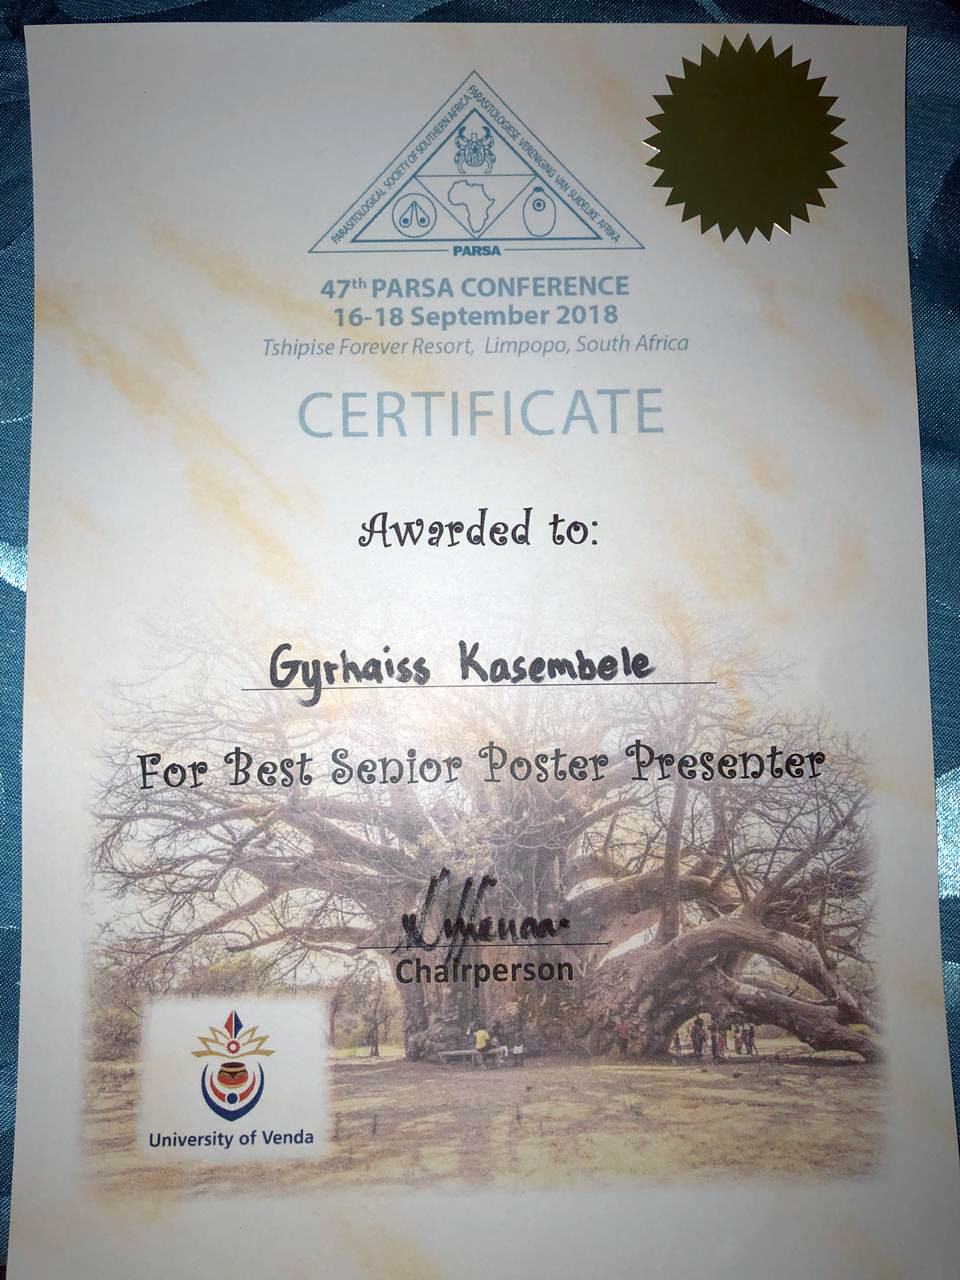 PARASITOLOGICAL SOCIETY OF SOUTHERN AFRICA
PARASITOLOGIESE VERENIGING VAN SUIDELIKE AFRIKA
PARSA
47th PARSA CONFERENCE
16-18 September 2018
Tshipise Forever Resort, Limpopo, South Africa
CERTIFICATE
Awarded to:
Gyrhaiss Kasembele
For Best Senior Poster Presenter
Chairperson
University of Venda